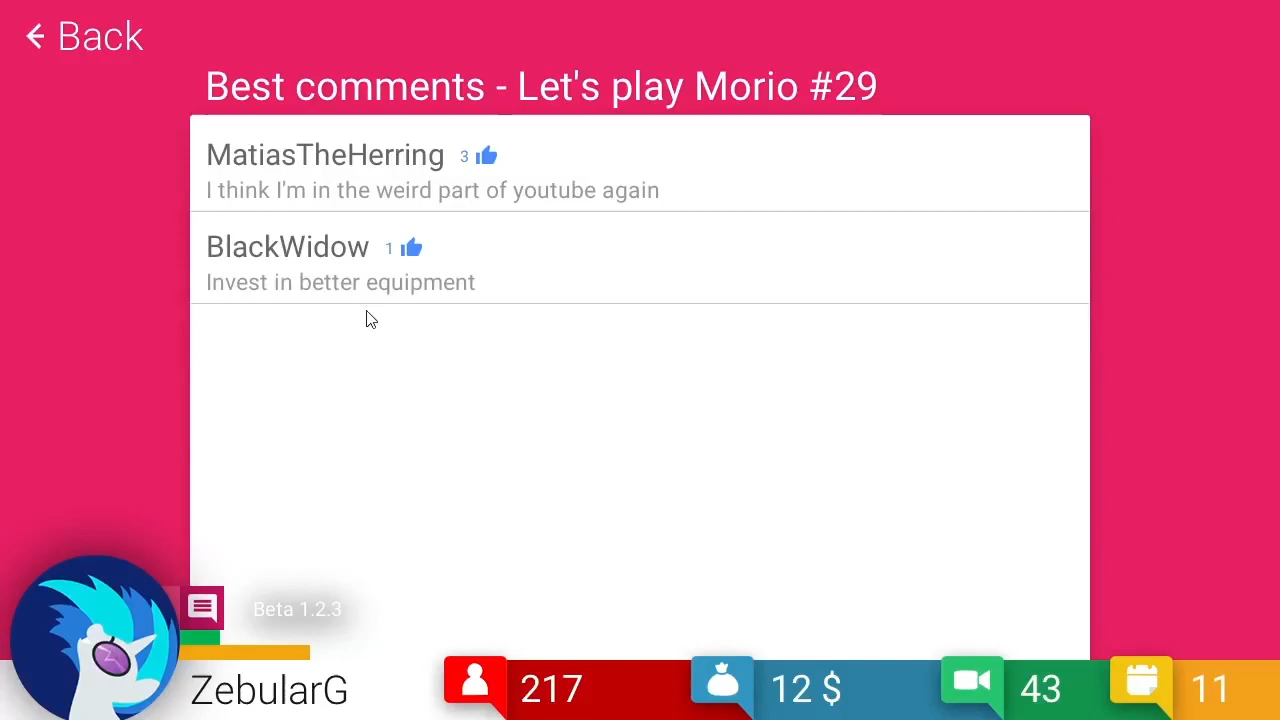 Back
Best comments - Let's play Morio #29
MatiasTheHerring 3
I think I'm in the weird part of youtube again
BlackWidow 1
Invest in better equipment
Beta 1.2.3
ZebularG 217 12 $ 43 11